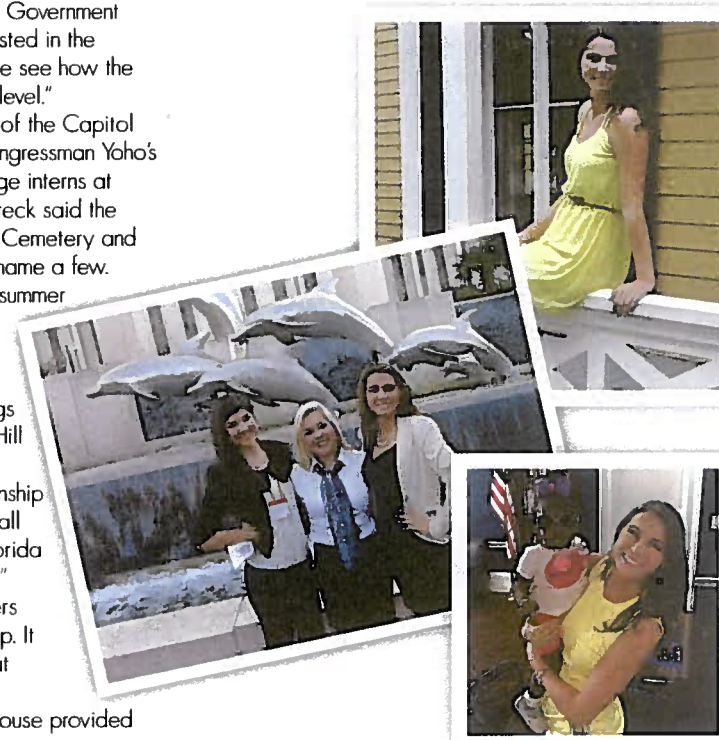 Government
sted in the
e see how the
level."
of the Capitol
ngressman Yoho's
ge interns at
eck said the
Cemetery and
name a few.
summer
gs
Hill
nship
all
orida
"
ers
p. It
at
ouse provided